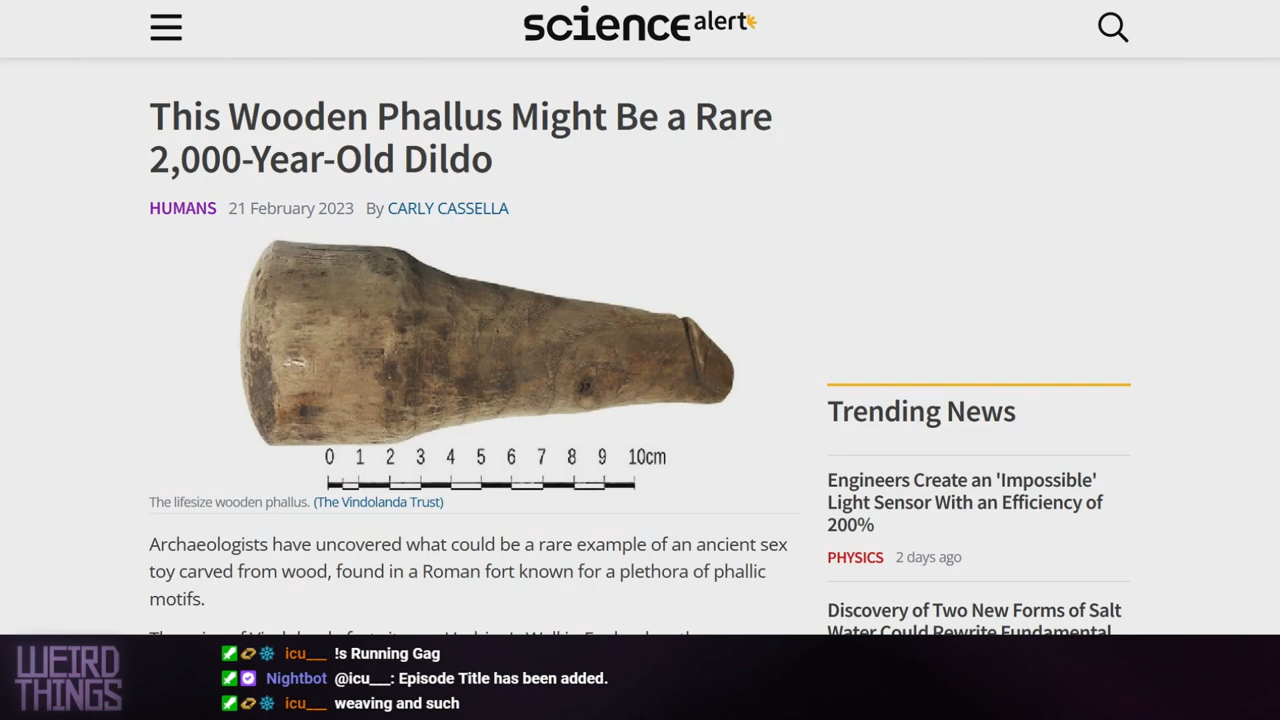 science alert
This Wooden Phallus Might Be a Rare
2,000-Year-Old Dildo
HUMANS 21 February 2023 By CARLY CASSELLA
0 1 2 3 4 5 6 7 8 9 10cm
The lifesize wooden phallus. (The Vindolanda Trust)
Archaeologists have uncovered what could be a rare example of an ancient sex
toy carved from wood, found in a Roman fort known for a plethora of phallic
motifs.
Trending News
Engineers Create an 'Impossible'
Light Sensor With an Efficiency of
200%
PHYSICS 2 days ago
Discovery of Two New Forms of Salt
Water Could Rewrite Fundamental
WEIRD
THINGS
icu___ !s Running Gag
Nightbot @icu___: Episode Title has been added.
icu___ weaving and such